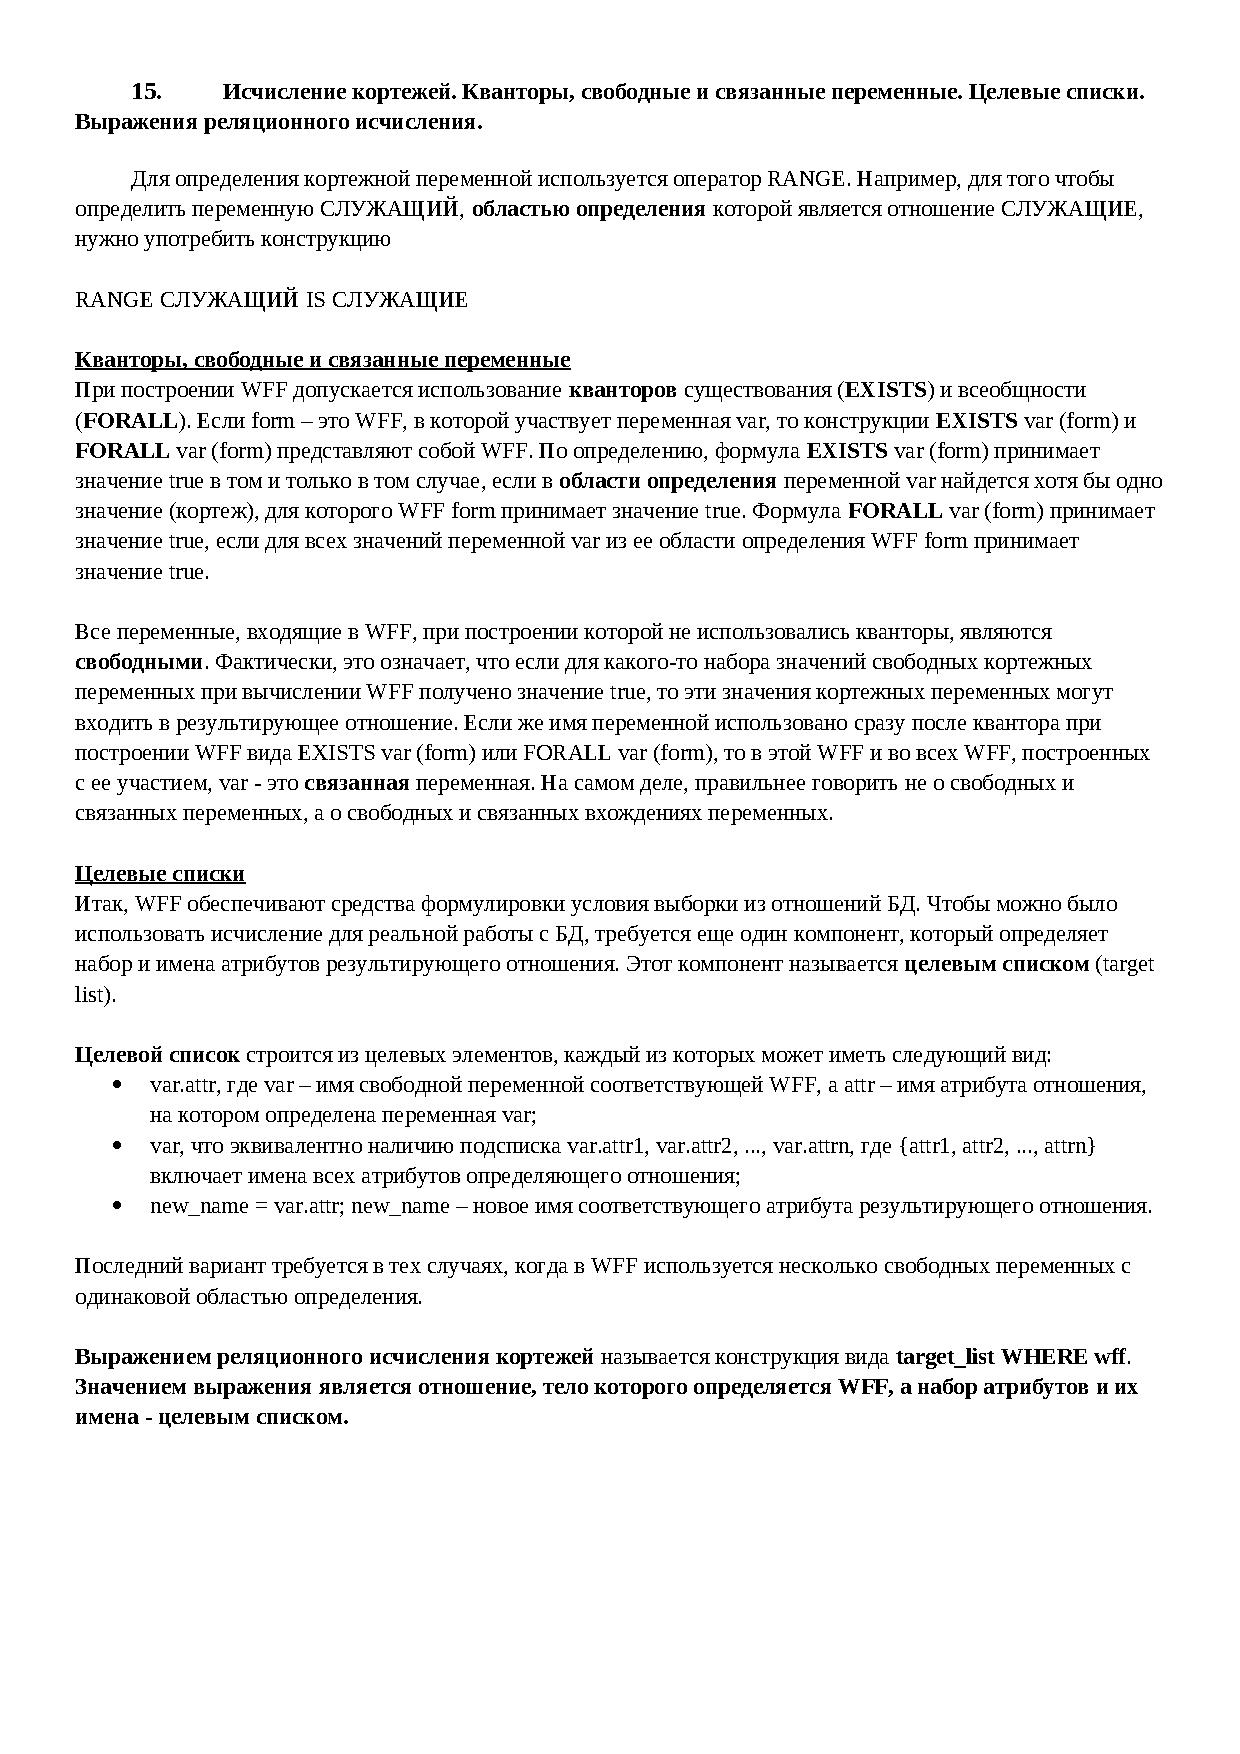 15. Исчисление кортежей. Кванторы, свободные и связанные переменные. Целевые списки.
Выражения реляционного исчисления.
Для определения кортежной переменной используется оператор RANGE. Например, для того чтобы
определить переменную СЛУЖАЩИЙ, областью определения которой является отношение СЛУЖАЩИЕ,
нужно употребить конструкцию
RANGE СЛУЖАЩИЙ IS СЛУЖАЩИЕ
Кванторы, свободные и связанные переменные
При построении WFF допускается использование кванторов существования (EXISTS) и всеобщности
(FORALL). Если form – это WFF, в которой участвует переменная var, то конструкции EXISTS var (form) и
FORALL var (form) представляют собой WFF. По определению, формула EXISTS var (form) принимает
значение true в том и только в том случае, если в области определения переменной var найдется хотя бы одно
значение (кортеж), для которого WFF form принимает значение true. Формула FORALL var (form) принимает
значение true, если для всех значений переменной var из ее области определения WFF form принимает
значение true.
Все переменные, входящие в WFF, при построении которой не использовались кванторы, являются
свободными. Фактически, это означает, что если для какого-то набора значений свободных кортежных
переменных при вычислении WFF получено значение true, то эти значения кортежных переменных могут
входить в результирующее отношение. Если же имя переменной использовано сразу после квантора при
построении WFF вида EXISTS var (form) или FORALL var (form), то в этой WFF и во всех WFF, построенных
с ее участием, var - это связанная переменная. На самом деле, правильнее говорить не о свободных и
связанных переменных, а о свободных и связанных вхождениях переменных.
Целевые списки
Итак, WFF обеспечивают средства формулировки условия выборки из отношений БД. Чтобы можно было
использовать исчисление для реальной работы с БД, требуется еще один компонент, который определяет
набор и имена атрибутов результирующего отношения. Этот компонент называется целевым списком (target
list).
Целевой список строится из целевых элементов, каждый из которых может иметь следующий вид:
• var.attr, где var – имя свободной переменной соответствующей WFF, а attr – имя атрибута отношения,
на котором определена переменная var;
• var, что эквивалентно наличию подсписка var.attr1, var.attr2, ..., var.attrn, где {attr1, attr2, ..., attrn}
включает имена всех атрибутов определяющего отношения;
• new_name = var.attr; new_name – новое имя соответствующего атрибута результирующего отношения.
Последний вариант требуется в тех случаях, когда в WFF используется несколько свободных переменных с
одинаковой областью определения.
Выражением реляционного исчисления кортежей называется конструкция вида target_list WHERE wff.
Значением выражения является отношение, тело которого определяется WFF, а набор атрибутов и их
имена - целевым списком.